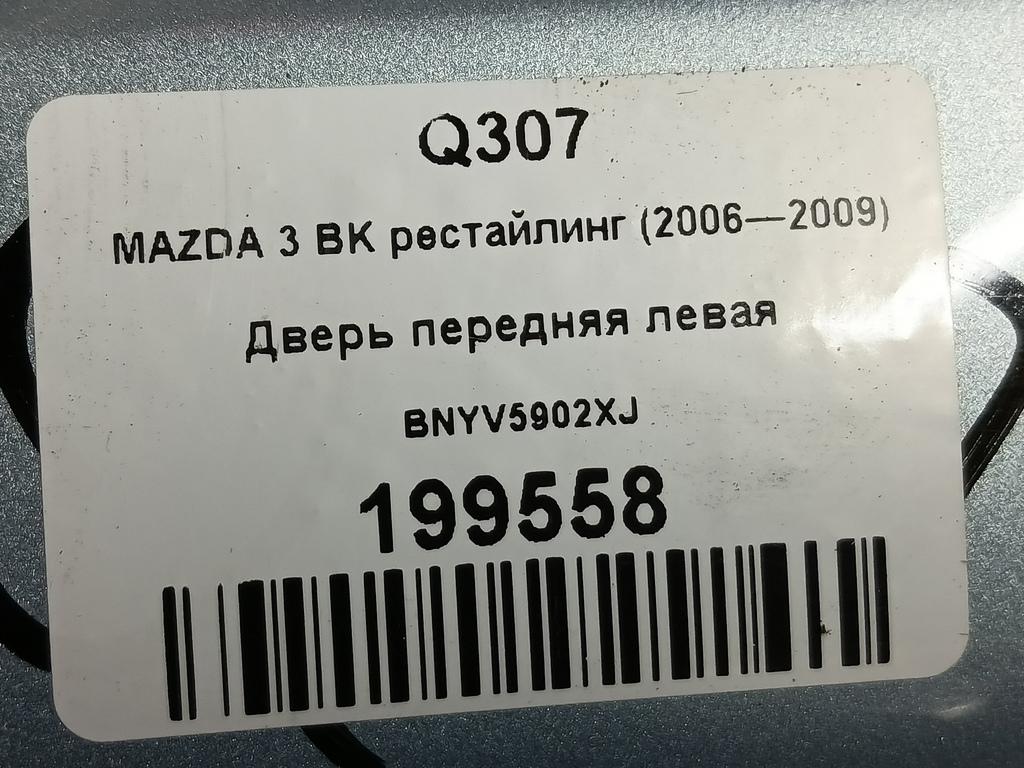 Q307
MAZDA 3 BK рестайлинг (2006—2009)
Дверь передняя левая
BNYV5902XJ
199558